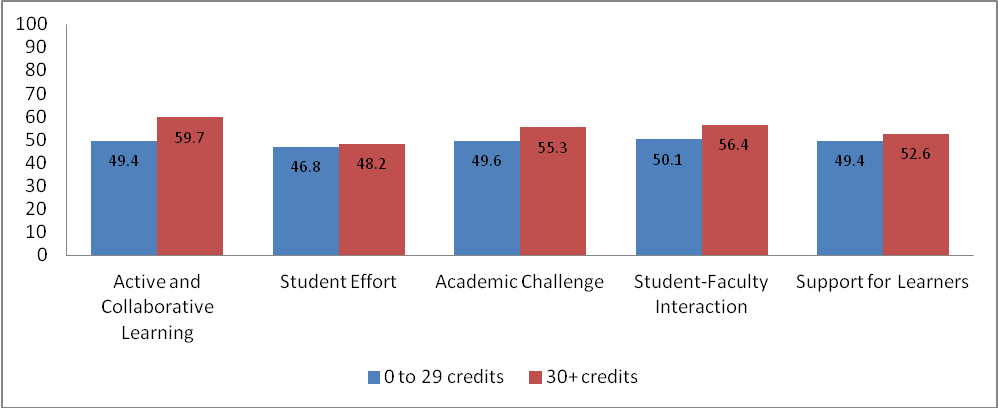 100
90
80
70
60
50
40
30
20
10
0
49.4
59.7
46.8
48.2
49.6
55.3
50.1
56.4
49.4
52.6
Active and
Collaborative
Learning
Student Effort
Academic Challenge
Student-Faculty
Interaction
Support for Learners
0 to 29 credits
30+ credits